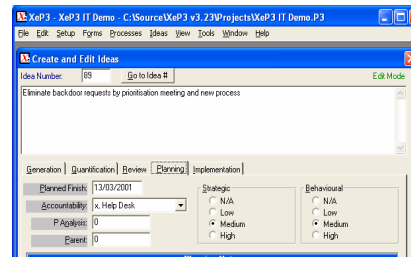 XeP3 - XeP3 IT Demo - C:\Source\XeP3 v3.23\Projects\XeP3 IT Demo.P3
File Edit Setup Forms Processes Ideas View Tools Window Help
Create and Edit Ideas
Idea Number: 89 Go to Idea # Edit Mode
Eliminate backdoor requests by prioritisation meeting and new process
Generation Quantification Review Planning Implementation
Planned Finish: 13/03/2001 Strategic Behavioural
N/A N/A
Accountability: x, Help Desk Low Low
P Analysis: 0 Medium Medium
Parent: 0 High High